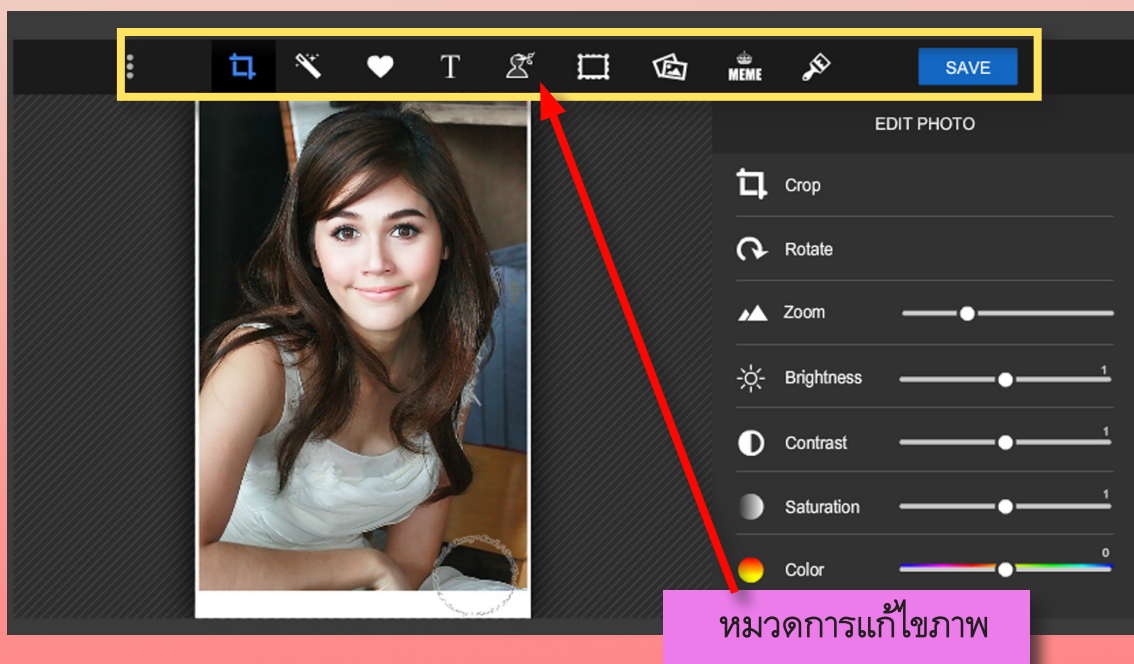 T
MEME
SAVE
EDIT PHOTO
Crop
Rotate
Zoom
Brightness 1
Contrast 1
Saturation 1
Color 0
หมวดการแก้ไขภาพ